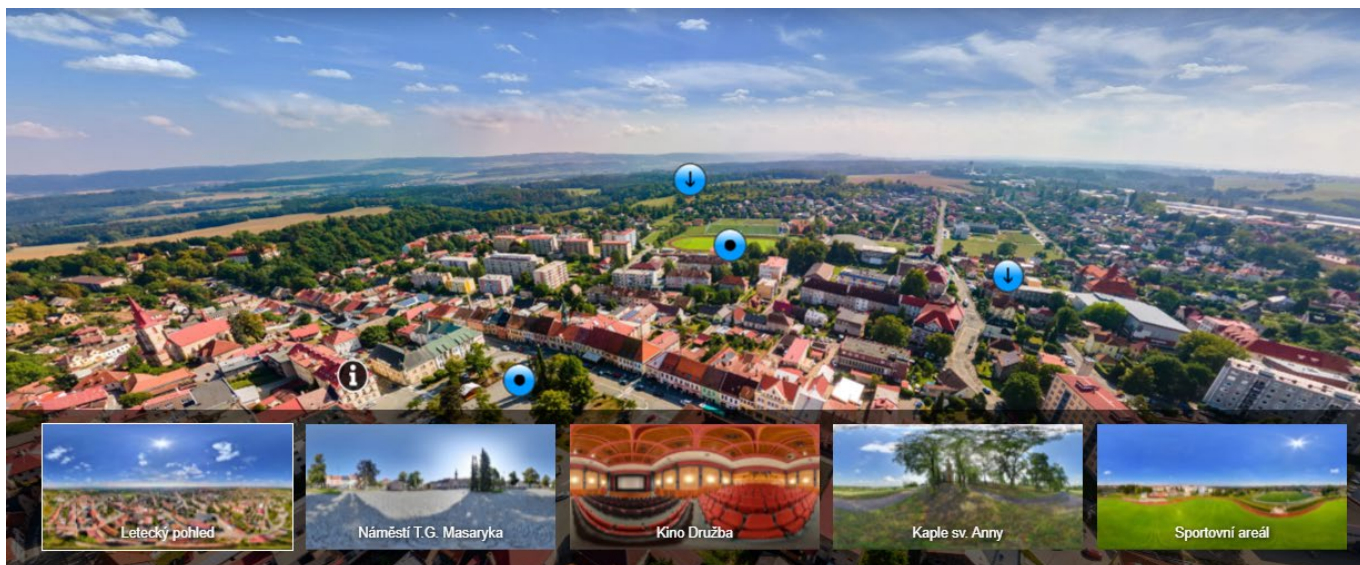 Letecký pohled
Náměstí T.G. Masaryka
Kino Družba
Kaple sv. Anny
Sportovní areál